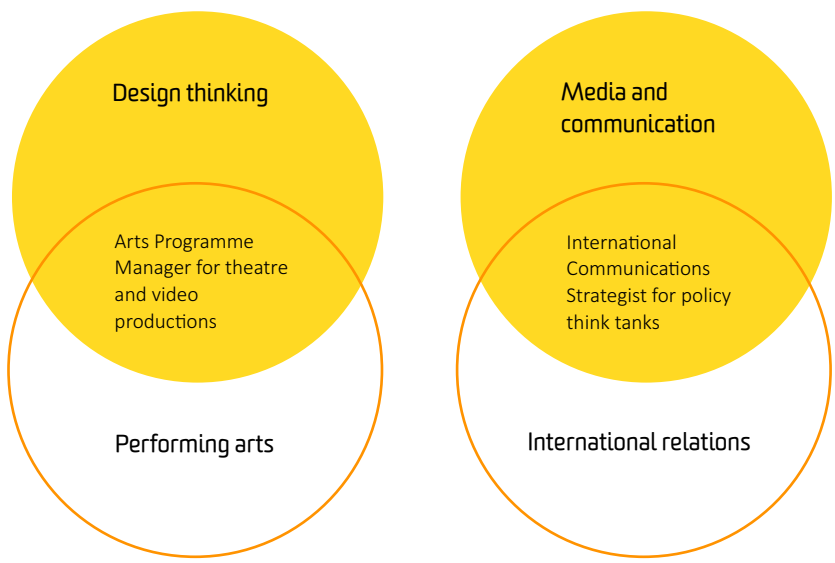 Design thinking
Arts Programme
Manager for theatre
and video
productions
Performing arts
Media and
communication
International
Communications
Strategist for policy
think tanks
International relations